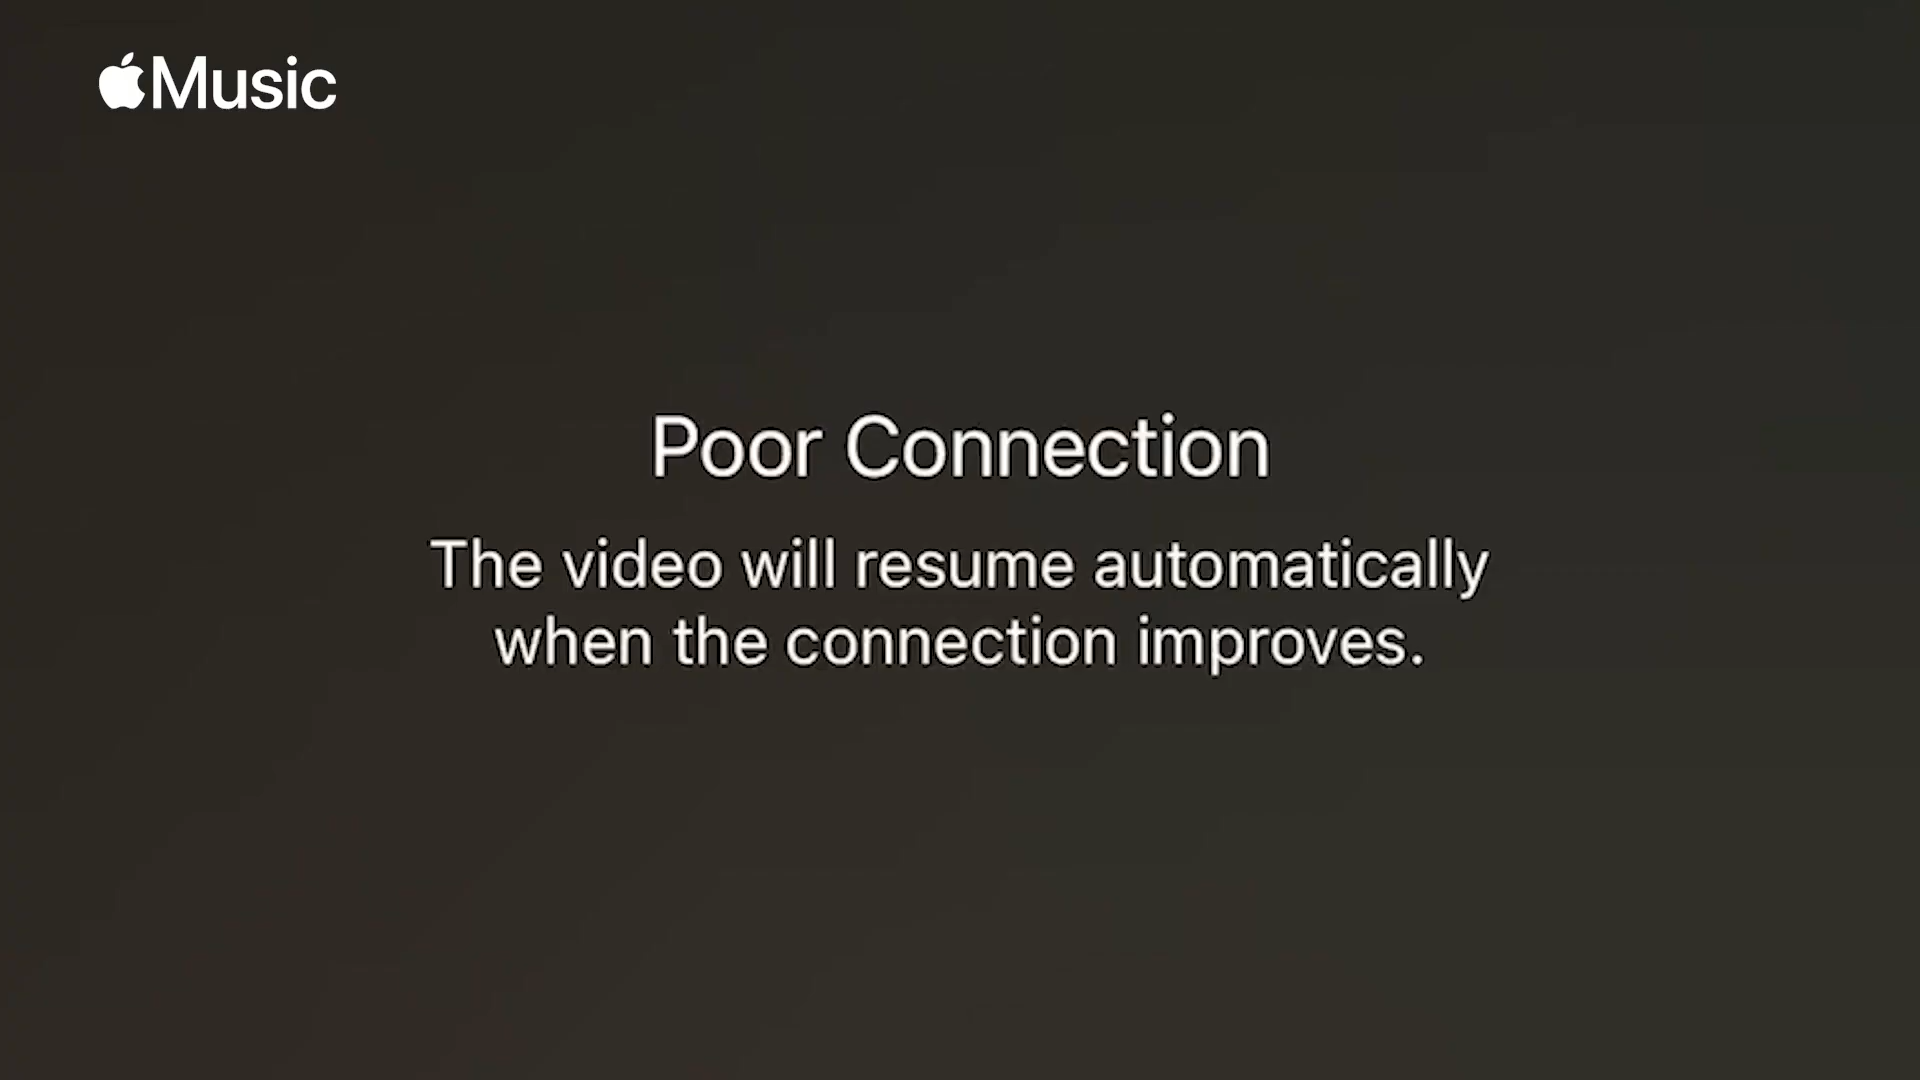 Music
Poor Connection
The video will resume automatically
when the connection improves.